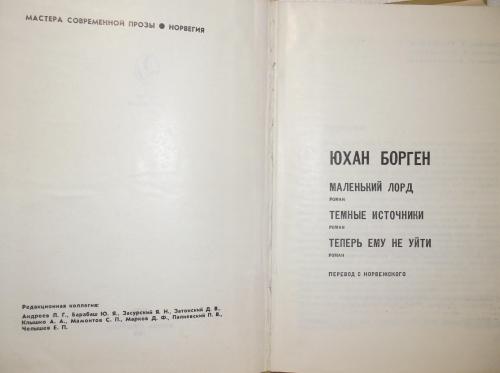 МАСТЕРА СОВРЕМЕННОЙ ПРОЗЫ ● НОРВЕГИЯ
Редакционная коллегия:
Андреев Л. Г., Барабаш Ю. Я., Засурский Я. Н., Затонский Д. В.,
Клышко А. А., Мамонтов С. П., Марков Д. Ф., Палиевский П. В.,
Челышев Е. П.
ЮХАН БОРГЕН
МАЛЕНЬКИЙ ЛОРД
РОМАН
ТЕМНЫЕ ИСТОЧНИКИ
РОМАН
ТЕПЕРЬ ЕМУ НЕ УЙТИ
РОМАН
ПЕРЕВОД С НОРВЕЖСКОГО